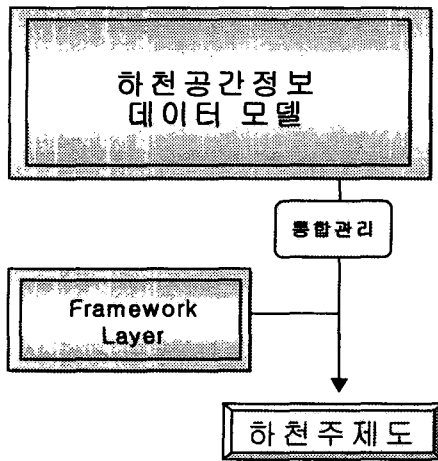 하천공간정보
데이터 모델
통합관리
Framework
Layer
하천주제도